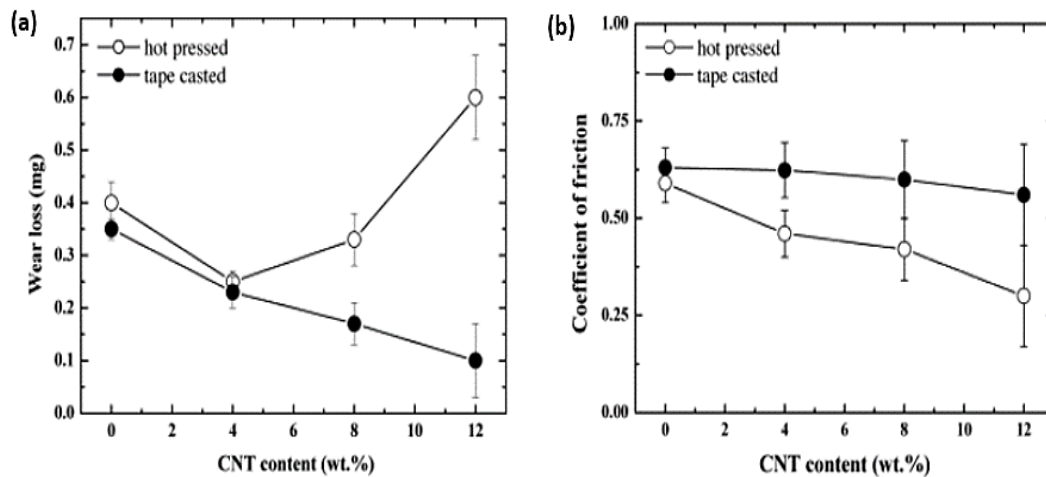 (a)
0.7
0.6
0.5
0.4
0.3
0.2
0.1
0.0
Wear loss (mg)
hot pressed
tape casted
0 2 4 6 8 10 12
CNT content (wt.%)
(b)
1.00
0.75
0.50
0.25
0.00
Coefficient of friction
hot pressed
tape casted
0 2 4 6 8 10 12
CNT content (wt.%)